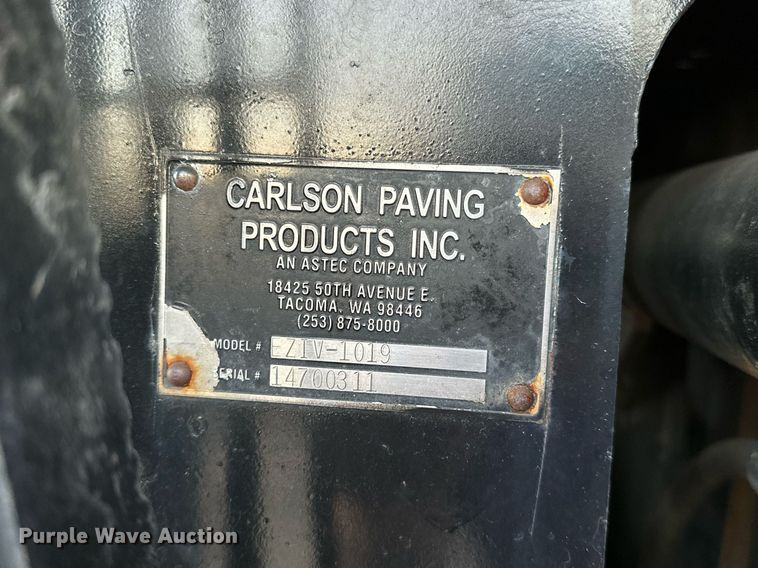 CARLSON PAVING
PRODUCTS INC.
AN ASTEC COMPANY
18425 50TH AVENUE E.
TACOMA, WA 98446
(253) 875-8000
MODEL # EZIV-1019
SERIAL # 14700311
Purple Wave Auction®